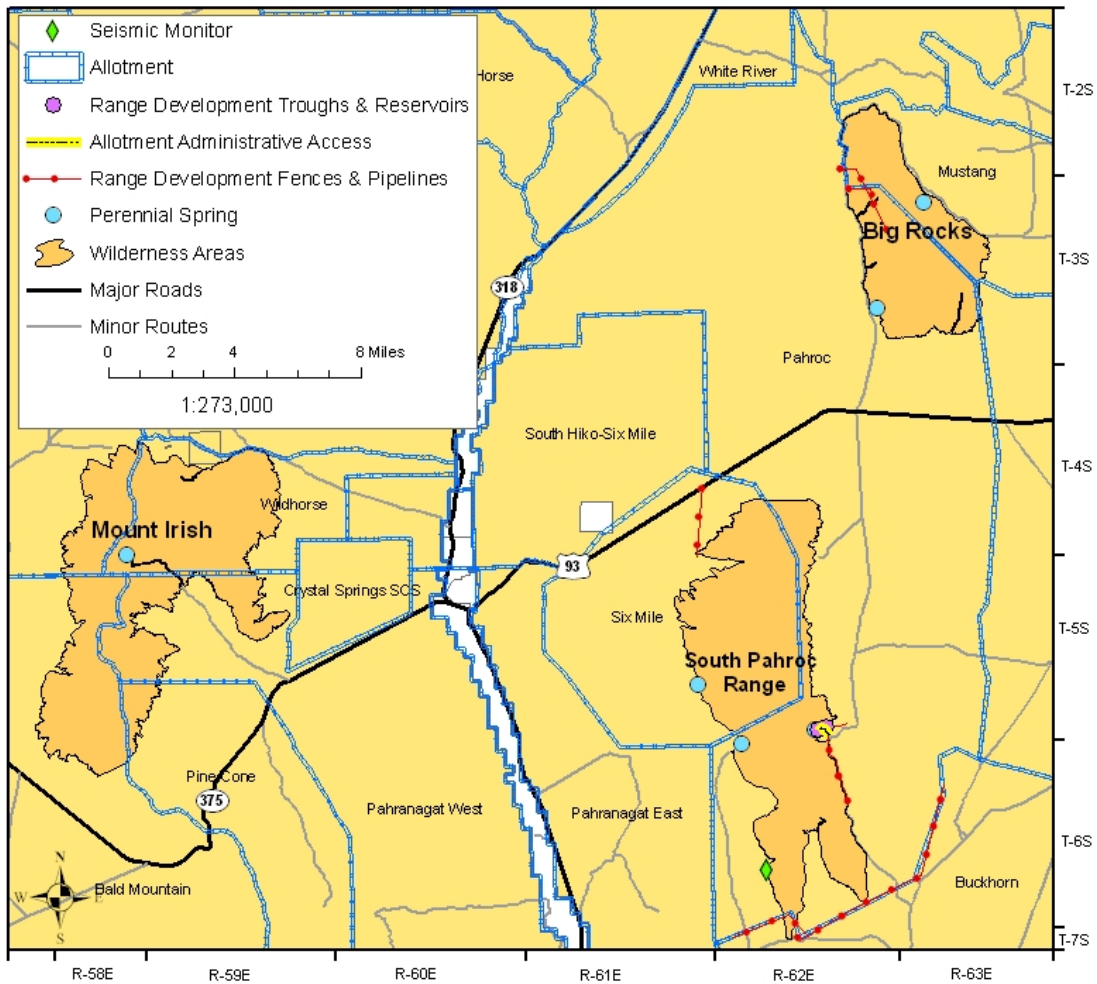 Seismic Monitor
Allotment
Range Development Troughs & Reservoirs
Allotment Administrative Access
Range Development Fences & Pipelines
Perennial Spring
Wilderness Areas
Major Roads
Minor Routes
0 2 4 8 Miles
1:273,000
Horse
White River
T-2S
Mustang
Big Rocks
T-3S
318
Pahroc
South Hiko-Six Mile
T-4S
Wildhorse
Mount Irish
93
Crystal Springs SCS
Six Mile
T-5S
South Pahroc
Range
Pine Cone
375
Pahranagat West
Pahranagat East
T-6S
N
W E
S
Bald Mountain
Buckhorn
T-7S
R-58E R-59E R-60E R-61E R-62E R-63E